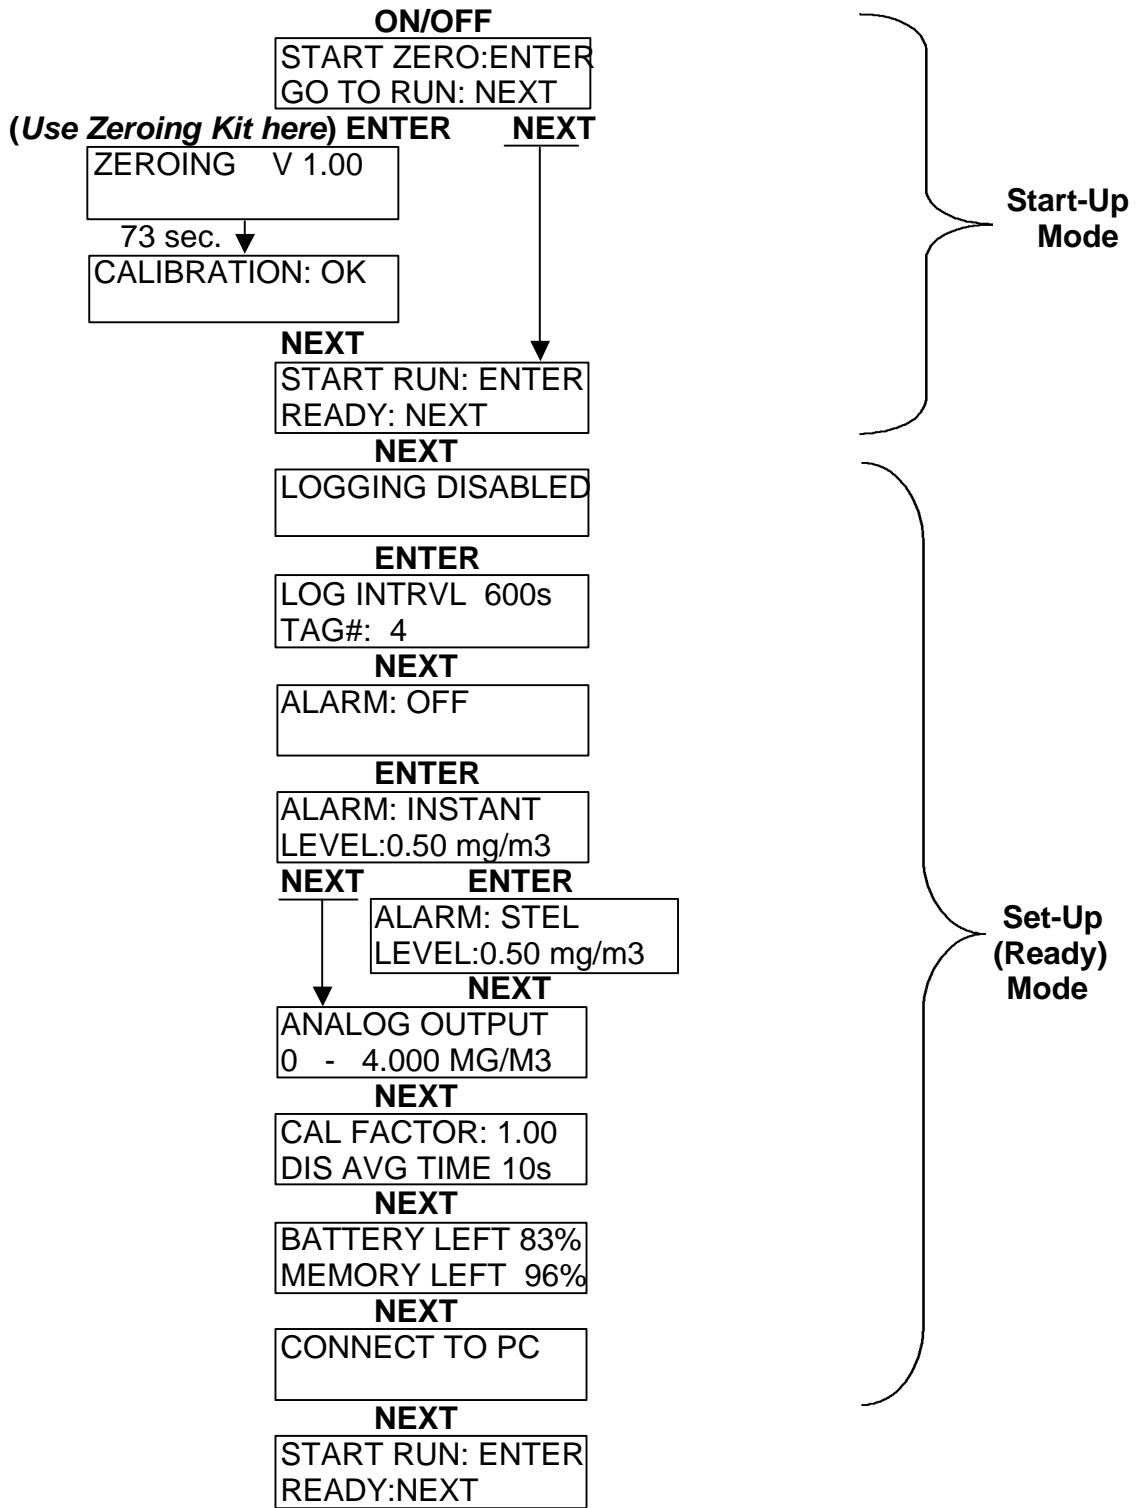 ON/OFF
START ZERO:ENTER
GO TO RUN: NEXT
(Use Zeroing Kit here) ENTER NEXT
ZEROING V 1.00
73 sec.
CALIBRATION: OK
NEXT
START RUN: ENTER
READY: NEXT
Start-Up
Mode
NEXT
LOGGING DISABLED
ENTER
LOG INTRVL 600s
TAG#: 4
NEXT
ALARM: OFF
ENTER
ALARM: INSTANT
LEVEL:0.50 mg/m3
NEXT ENTER
ALARM: STEL
LEVEL:0.50 mg/m3
NEXT
ANALOG OUTPUT
0 - 4.000 MG/M3
NEXT
CAL FACTOR: 1.00
DIS AVG TIME 10s
NEXT
BATTERY LEFT 83%
MEMORY LEFT 96%
NEXT
CONNECT TO PC
Set-Up
(Ready)
Mode
NEXT
START RUN: ENTER
READY:NEXT